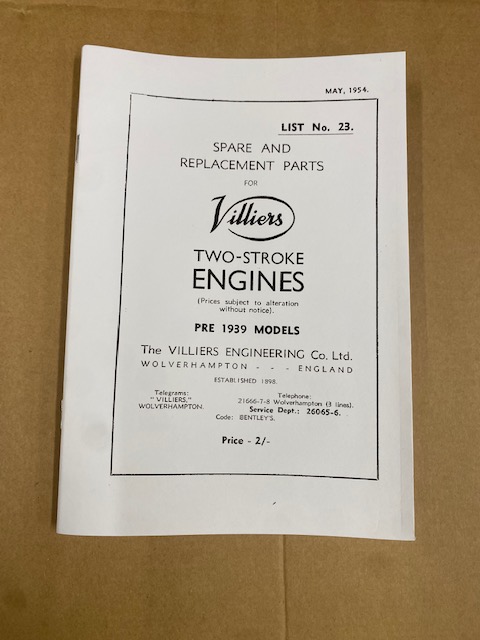 MAY, 1954.
LIST No. 23.
SPARE AND
REPLACEMENT PARTS
FOR
Villiers
TWO-STROKE
ENGINES
(Prices subject to alteration
without notice).
PRE 1939 MODELS
The VILLIERS ENGINEERING Co. Ltd.
WOLVERHAMPTON - - - ENGLAND
ESTABLISHED 1898.
Telegrams:
"VILLIERS,"
WOLVERHAMPTON.
Telephone:
21666-7-8 Wolverhampton (3 lines).
Service Dept.: 26065-6.
Code: BENTLEY'S.
Price - 2/-